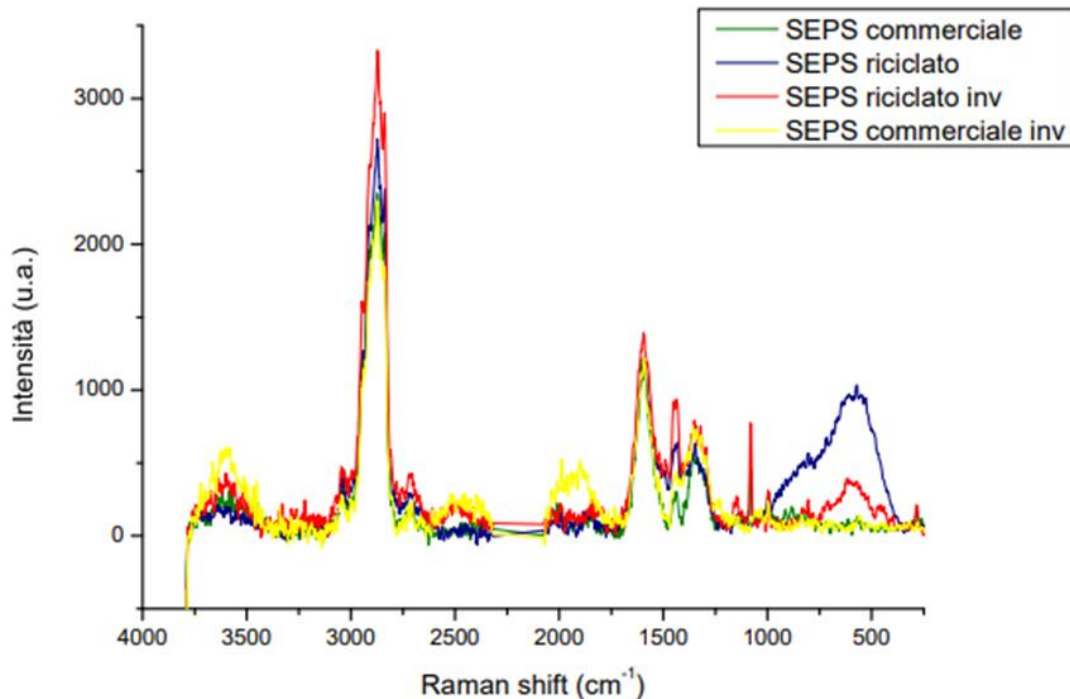 SEPS commerciale
SEPS riciclato
SEPS riciclato inv
SEPS commerciale inv
3000
2000
1000
0
Intensità (u.a.)
4000 3500 3000 2500 2000 1500 1000 500
Raman shift (cm⁻¹)